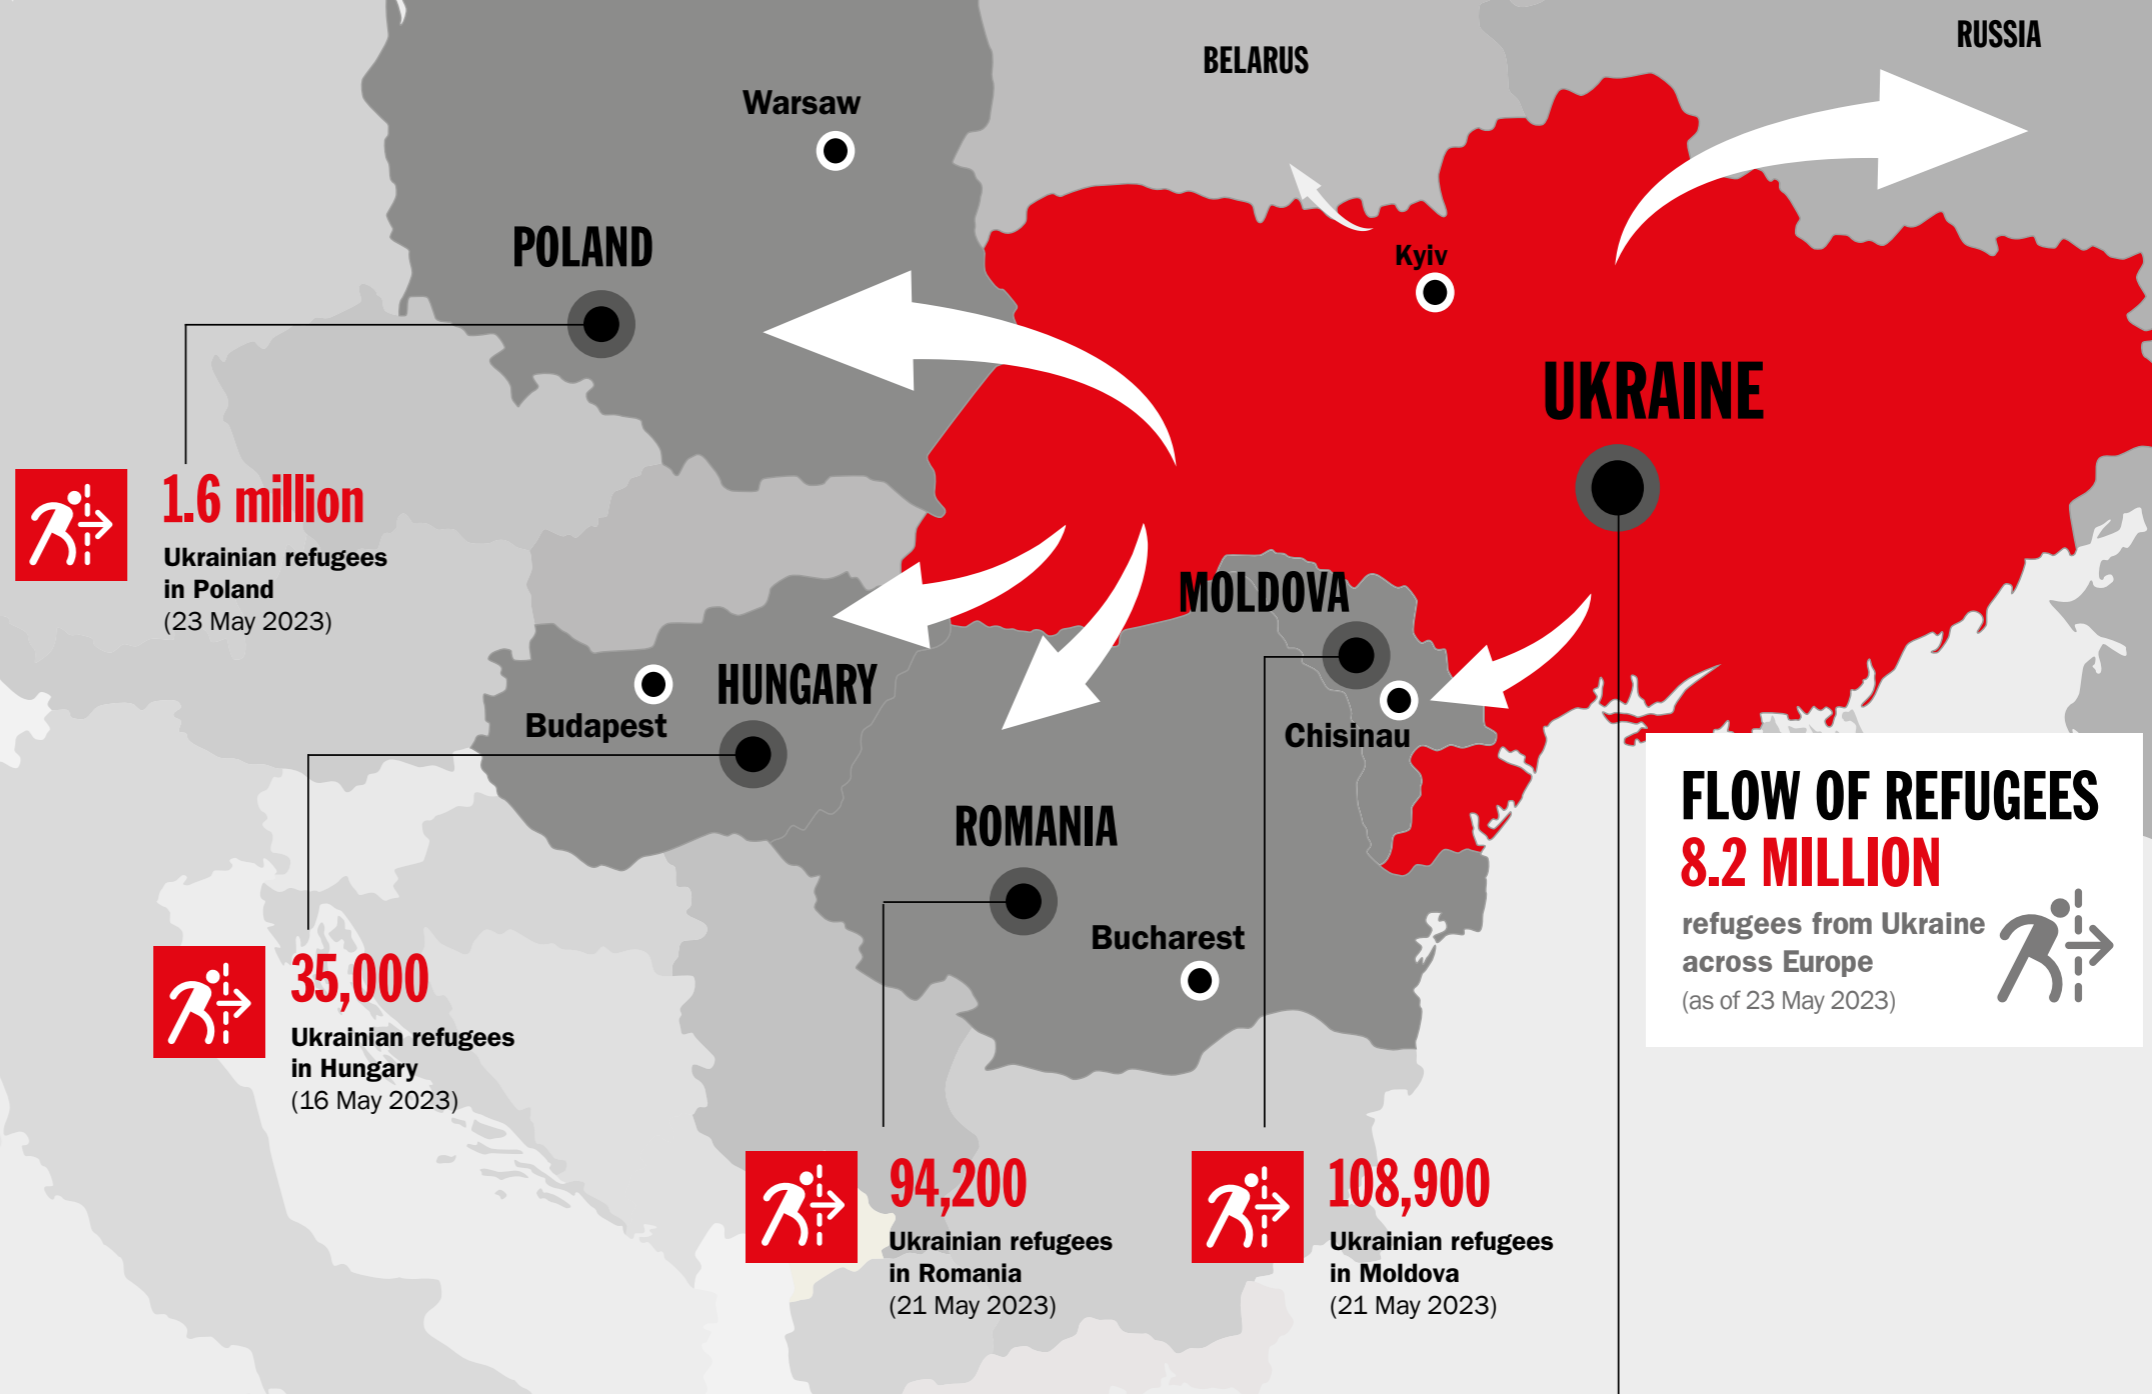 RUSSIA
BELARUS
Warsaw
POLAND
Kyiv
UKRAINE
1.6 million
Ukrainian refugees
in Poland
(23 May 2023)
MOLDOVA
HUNGARY
Budapest
Chisinau
ROMANIA
Bucharest
FLOW OF REFUGEES
8.2 MILLION
refugees from Ukraine
across Europe
(as of 23 May 2023)
35,000
Ukrainian refugees
in Hungary
(16 May 2023)
94,200
Ukrainian refugees
in Romania
(21 May 2023)
108,900
Ukrainian refugees
in Moldova
(21 May 2023)